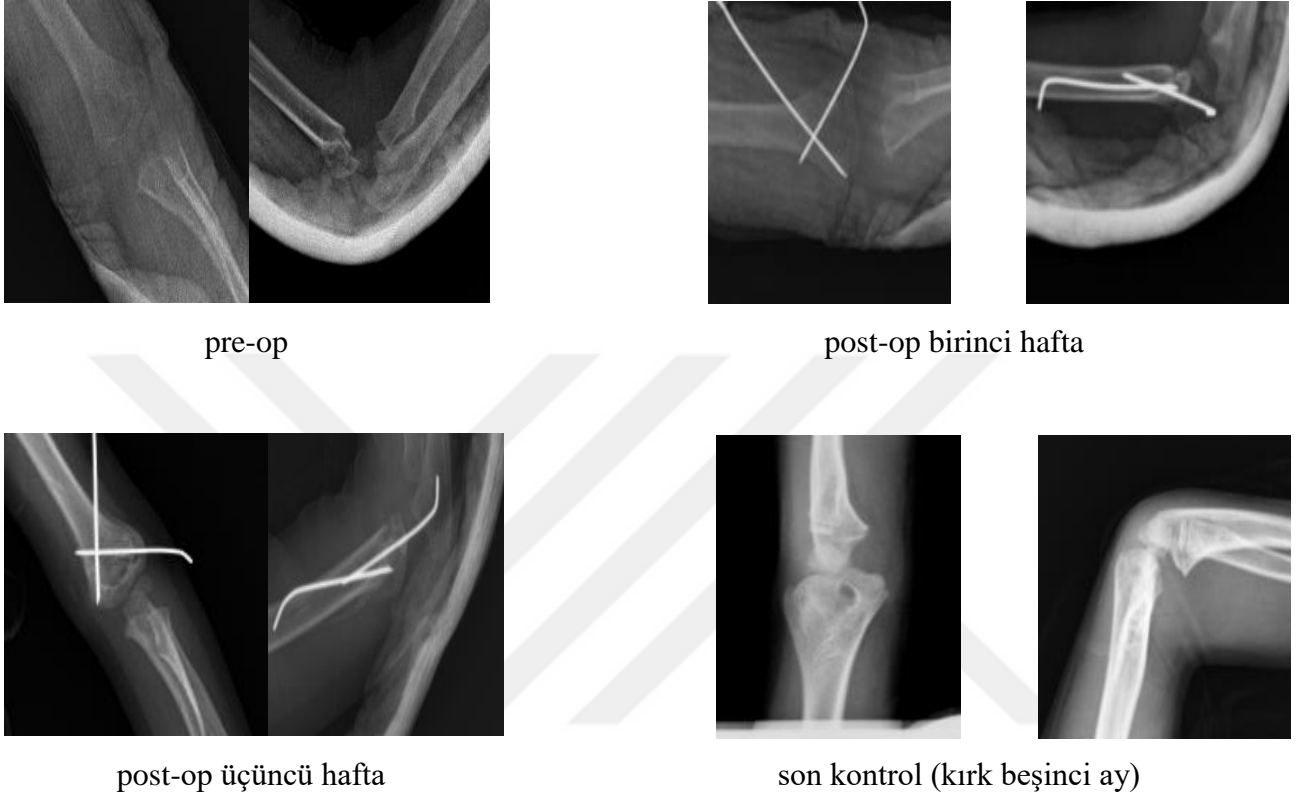 pre-op
post-op birinci hafta
post-op üçüncü hafta
son kontrol (kırk beşinci ay)